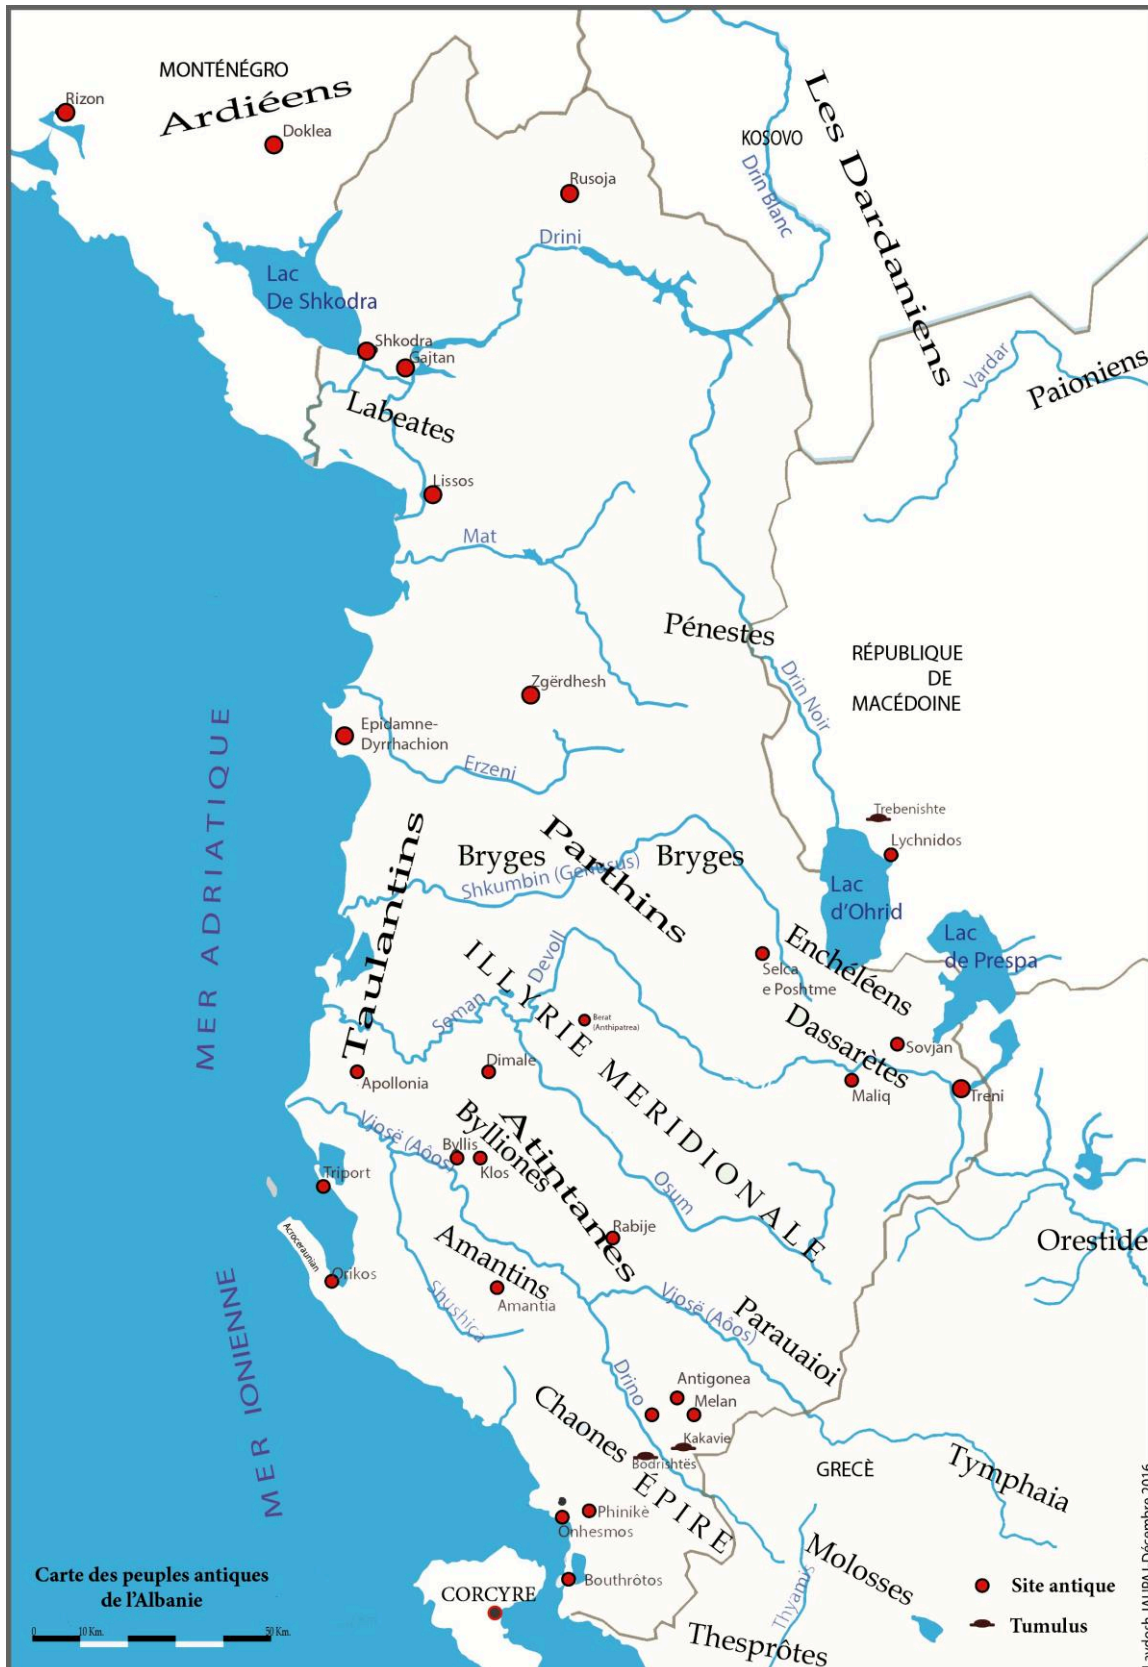 MONTÉNÉGRO
Ardiéens
Rizon
Doklea
Les Dardaniens
KOSOVO
Drin Blanc
Rusoja
Drini
Lac
De Shkodra
Shkodra
Gajtan
Vardar
Paioniens
Labeates
Lissos
Mat
Pénestes
RÉPUBLIQUE
DE
MACÉDOINE
Drin Noir
Zgërdhesh
Epidamne-
Dyrrhachion
Erzeni
MER ADRIATIQUE
Trebenishte
Lychnidos
Taulantins
Parthins
Bryges
Bryges
Shkumbin (Genusus)
Lac
d'Ohrid
Lac
de Prespa
Enchéléens
Selca
e Poshtme
Devoll
ILLYRIE MERIDIONALE
Seman
Berat
(Anthipatrea)
Dassarètes
Sovjan
Maliq
Treni
Dimale
Apollonia
Vjosë (Aôos)
Bylliones
Atintanes
Byllis
Klos
Triport
Osum
Acroceraunian
Orikos
Rabije
Amantins
Amantia
Shushica
Orestide
Vjosë (Aôos)
Parauaioi
MER IONIENNE
Drino
Antigonea
Melan
Chaones
Kakavie
Bodrishtës
GRECÈ
Tymphaia
ÉPIRE
Phinikè
Onhesmos
Molosses
Thyamis
Bouthrôtos
CORCYRE
Thesprôtes
Carte des peuples antiques
de l'Albanie
0 10 Km. 50 Km.
Site antique
Tumulus
Décembre 2016